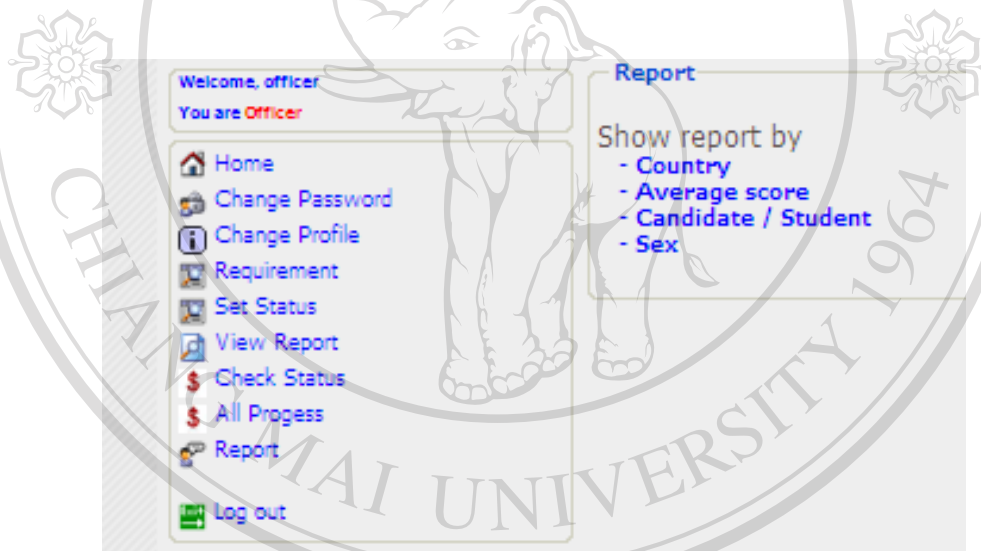 Welcome, officer
You are Officer
Home
Change Password
Change Profile
Requirement
Set Status
View Report
Check Status
All Progess
Report
Log out
Report
Show report by
- Country
- Average score
- Candidate / Student
- Sex
CHIANG MAI UNIVERSITY 1964